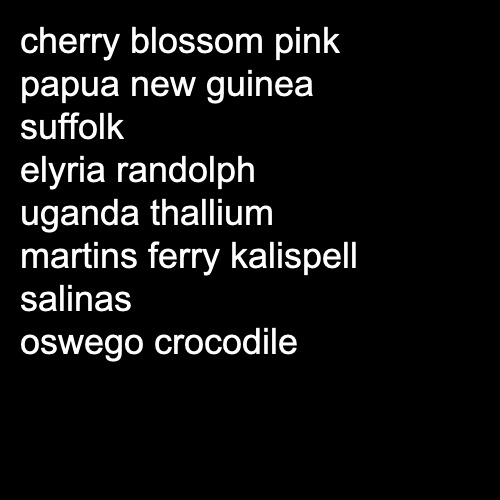 cherry blossom pink
papua new guinea
suffolk
elyria randolph
uganda thallium
martins ferry kalispell
salinas
oswego crocodile